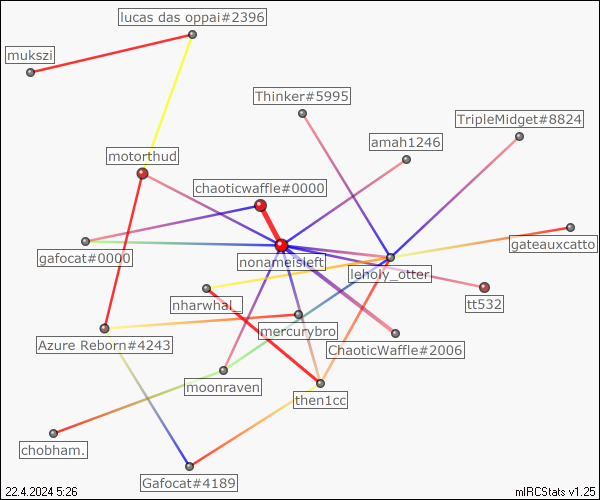 lucas das oppai#2396
mukszi
Thinker#5995
TripleMidget#8824
amah1246
motorthud
chaoticwaffle#0000
gafocat#0000
nonameisleft
leholy_otter
gateauxcatto
nharwhal_
tt532
mercurybro
Azure Reborn#4243
ChaoticWaffle#2006
moonraven
then1cc
chobham.
Gafocat#4189
22.4.2024 5:26
mIRCStats v1.25